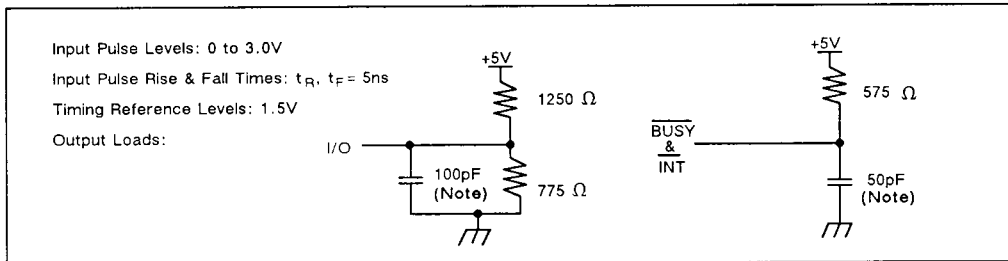 Input Pulse Levels: 0 to 3.0V
Input Pulse Rise & Fall Times: tR, tF = 5ns
Timing Reference Levels: 1.5V
Output Loads:
I/O
+5V
1250 Ω
100pF
(Note)
775 Ω
+5V
575 Ω
BUSY
&
INT
50pF
(Note)